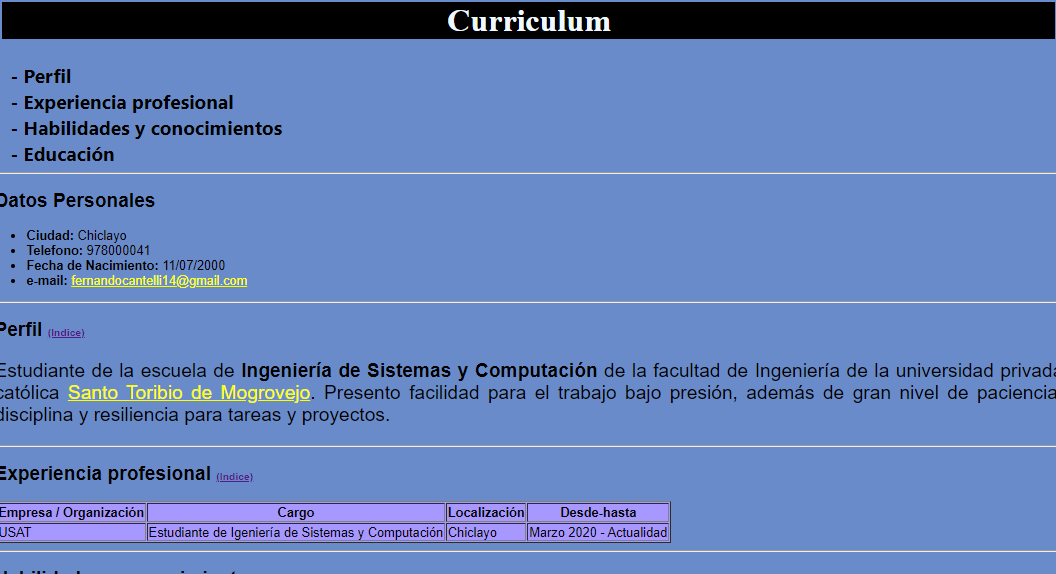 Curriculum
- Perfil
- Experiencia profesional
- Habilidades y conocimientos
- Educación
Datos Personales
Ciudad: Chiclayo
Telefono: 978000041
Fecha de Nacimiento: 11/07/2000
e-mail: fernandocantelli14@gmail.com
Perfil (Indice)
Estudiante de la escuela de Ingeniería de Sistemas y Computación de la facultad de Ingeniería de la universidad privada
católica Santo Toribio de Mogrovejo. Presento facilidad para el trabajo bajo presión, además de gran nivel de paciencia
disciplina y resiliencia para tareas y proyectos.
Experiencia profesional (Indice)
Empresa / Organización Cargo Localización Desde-hasta
USAT Estudiante de Igeniería de Sistemas y Computación Chiclayo Marzo 2020 - Actualidad